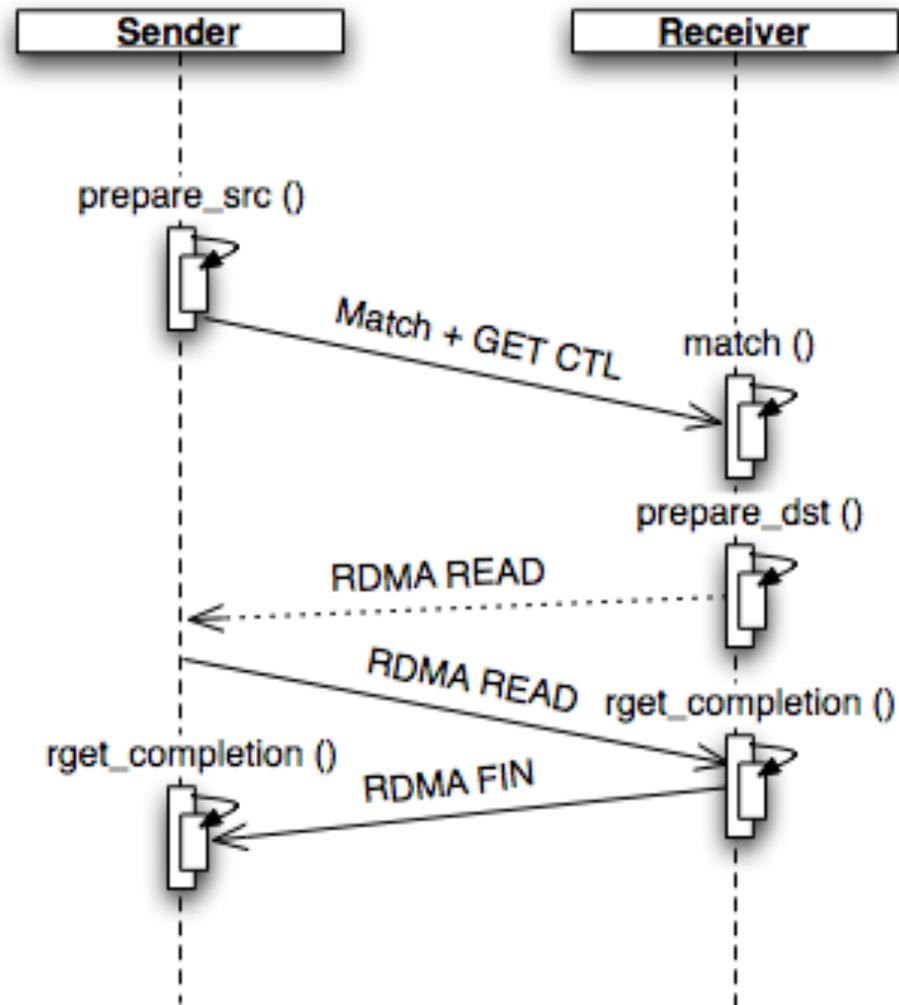 Sender
Receiver
prepare_src ()
Match + GET CTL
match ()
prepare_dst ()
RDMA READ
RDMA READ
rget_completion ()
rget_completion ()
RDMA FIN